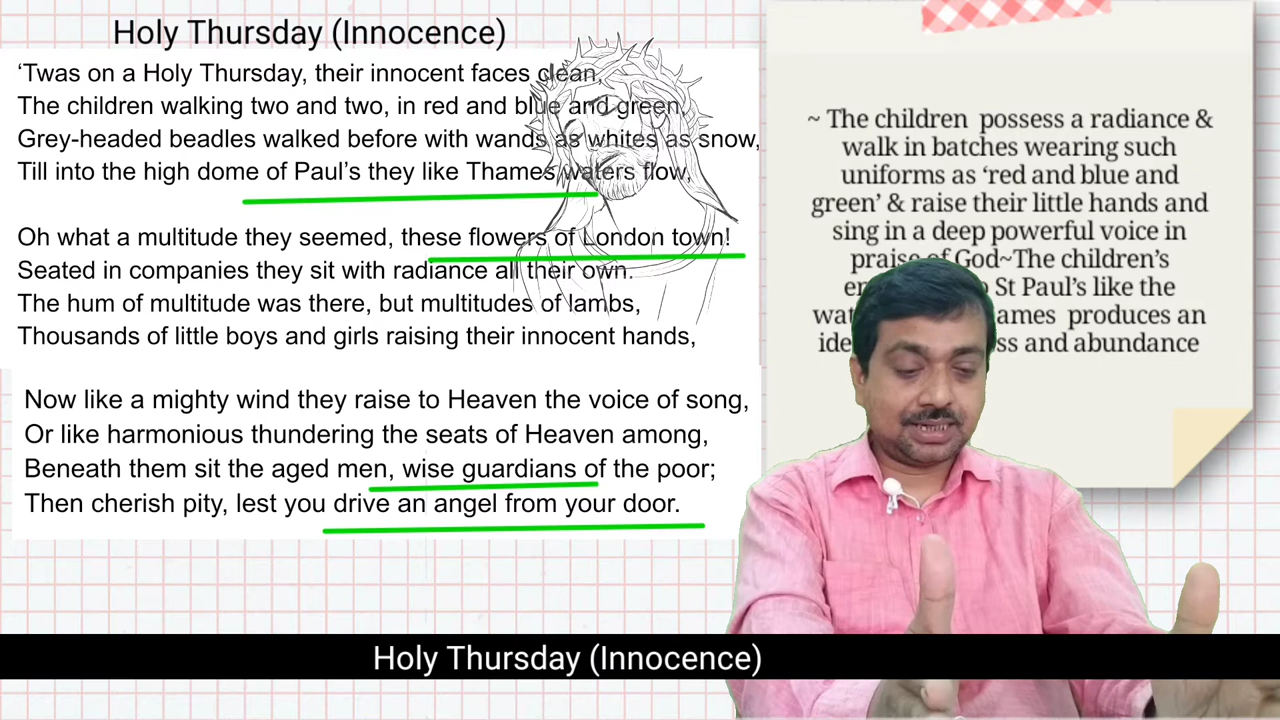 Holy Thursday (Innocence)
‘Twas on a Holy Thursday, their innocent faces clean,
The children walking two and two, in red and blue and green,
Grey-headed beadles walked before with wands as whites as snow,
Till into the high dome of Paul’s they like Thames waters flow,
Oh what a multitude they seemed, these flowers of London town!
Seated in companies they sit with radiance all their own.
The hum of multitude was there, but multitudes of lambs,
Thousands of little boys and girls raising their innocent hands,
Now like a mighty wind they raise to Heaven the voice of song,
Or like harmonious thundering the seats of Heaven among,
Beneath them sit the aged men, wise guardians of the poor;
Then cherish pity, lest you drive an angel from your door.
~ The children possess a radiance &
walk in batches wearing such
uniforms as ‘red and blue and
green’ & raise their little hands and
sing in a deep powerful voice in
praise of God~The children’s
St Paul’s like the
produces an
and abundance
Holy Thursday (Innocence)